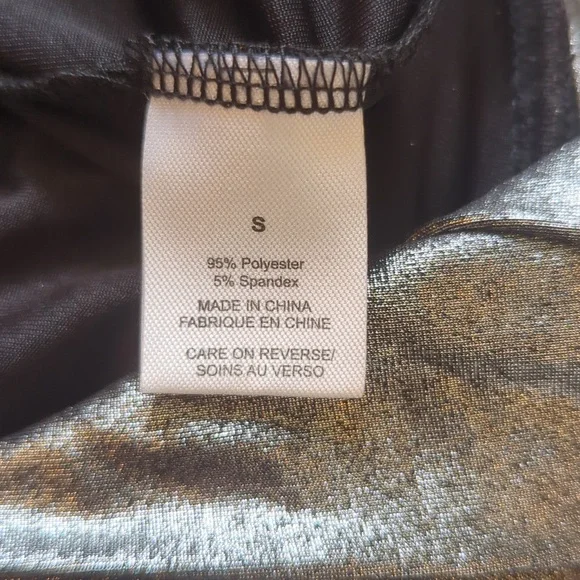 S
95% Polyester
5% Spandex
MADE IN CHINA
FABRIQUE EN CHINE
CARE ON REVERSE/
SOINS AU VERSO